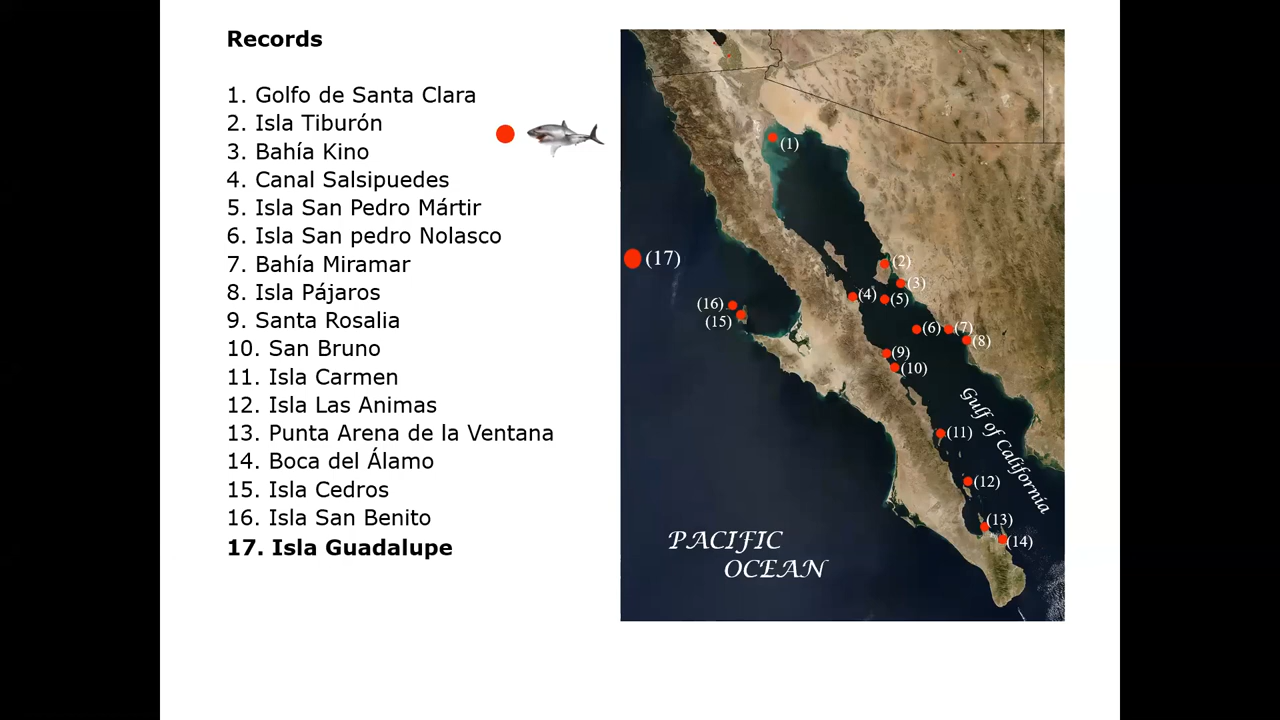 Records
1. Golfo de Santa Clara
2. Isla Tiburón
3. Bahía Kino
4. Canal Salsipuedes
5. Isla San Pedro Mártir
6. Isla San pedro Nolasco
7. Bahía Miramar
8. Isla Pájaros
9. Santa Rosalia
10. San Bruno
11. Isla Carmen
12. Isla Las Animas
13. Punta Arena de la Ventana
14. Boca del Álamo
15. Isla Cedros
16. Isla San Benito
17. Isla Guadalupe
(1)
(2)
(17)
(3)
(4)
(5)
(16)
(15)
(6)
(7)
(8)
(9)
(10)
Gulf of California
(11)
(12)
(13)
(14)
PACIFIC
OCEAN